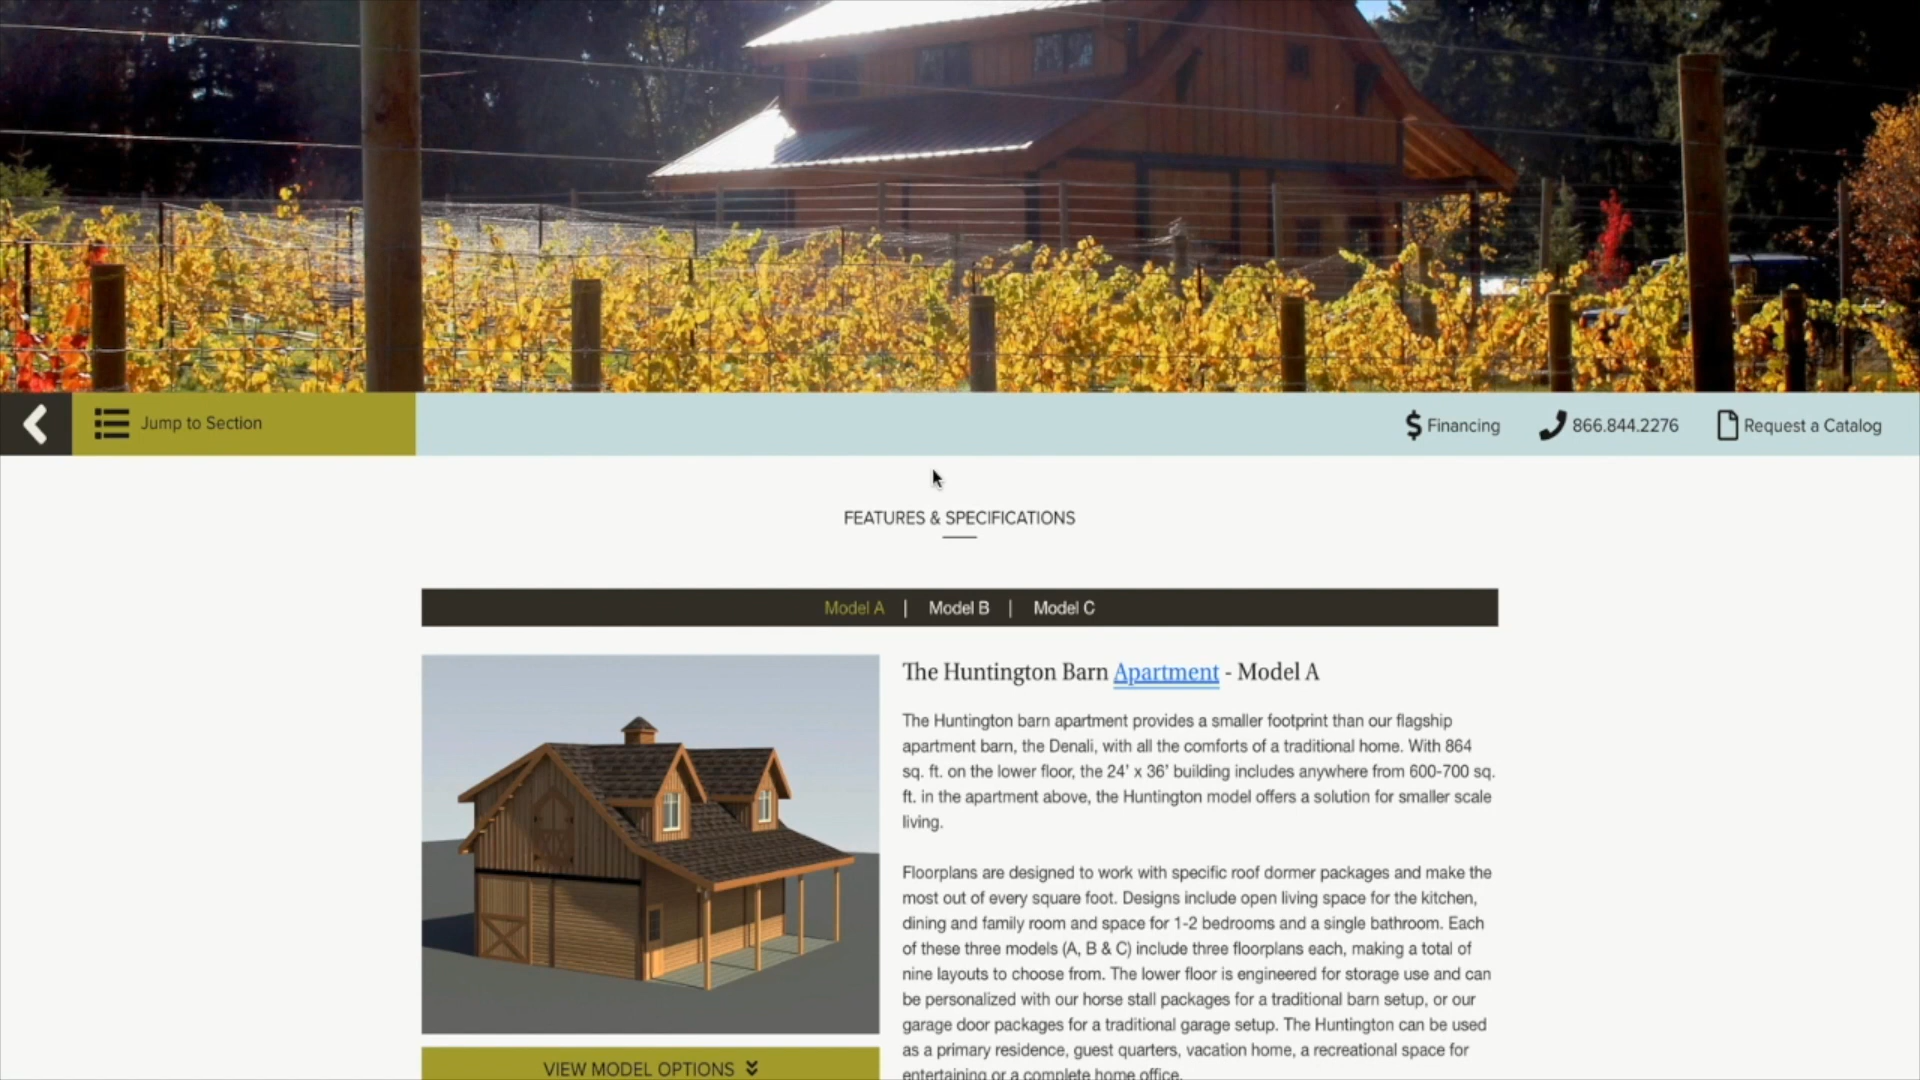 Jump to Section
Financing
866.844.2276
Request a Catalog
FEATURES & SPECIFICATIONS
Model A | Model B | Model C
The Huntington Barn Apartment - Model A
The Huntington barn apartment provides a smaller footprint than our flagship
apartment barn, the Denali, with all the comforts of a traditional home. With 864
sq. ft. on the lower floor, the 24' x 36' building includes anywhere from 600-700 sq.
ft. in the apartment above, the Huntington model offers a solution for smaller scale
living.
Floorplans are designed to work with specific roof dormer packages and make the
most out of every square foot. Designs include open living space for the kitchen,
dining and family room and space for 1-2 bedrooms and a single bathroom. Each
of these three models (A, B & C) include three floorplans each, making a total of
nine layouts to choose from. The lower floor is engineered for storage use and can
be personalized with our horse stall packages for a traditional barn setup, or our
garage door packages for a traditional garage setup. The Huntington can be used
as a primary residence, guest quarters, vacation home, a recreational space for
entertaining or a complete home office.
VIEW MODEL OPTIONS